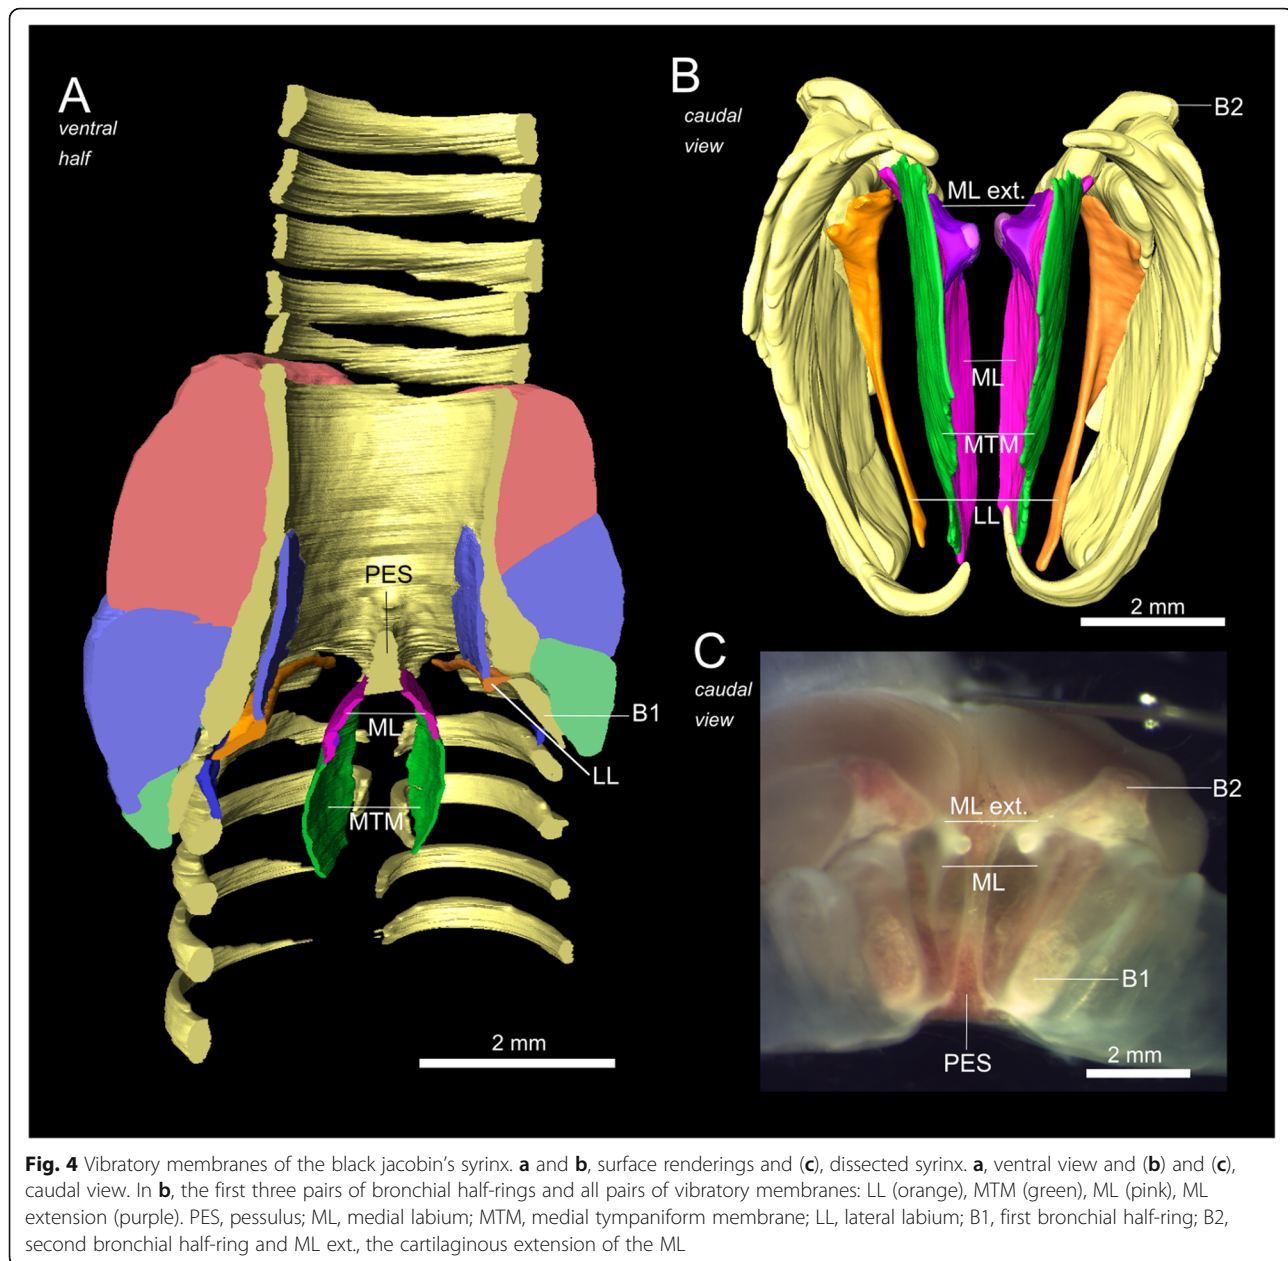 A
ventral
half
PES
ML
MTM
B1
LL
2 mm
B
caudal
view
B2
ML ext.
ML
MTM
LL
2 mm
C
caudal
view
B2
ML ext.
ML
B1
PES
2 mm
Fig. 4 Vibratory membranes of the black jacobin's syrinx. a and b, surface renderings and (c), dissected syrinx. a, ventral view and (b) and (c),
caudal view. In b, the first three pairs of bronchial half-rings and all pairs of vibratory membranes: LL (orange), MTM (green), ML (pink), ML
extension (purple). PES, pessulus; ML, medial labium; MTM, medial tympaniform membrane; LL, lateral labium; B1, first bronchial half-ring; B2,
second bronchial half-ring and ML ext., the cartilaginous extension of the ML